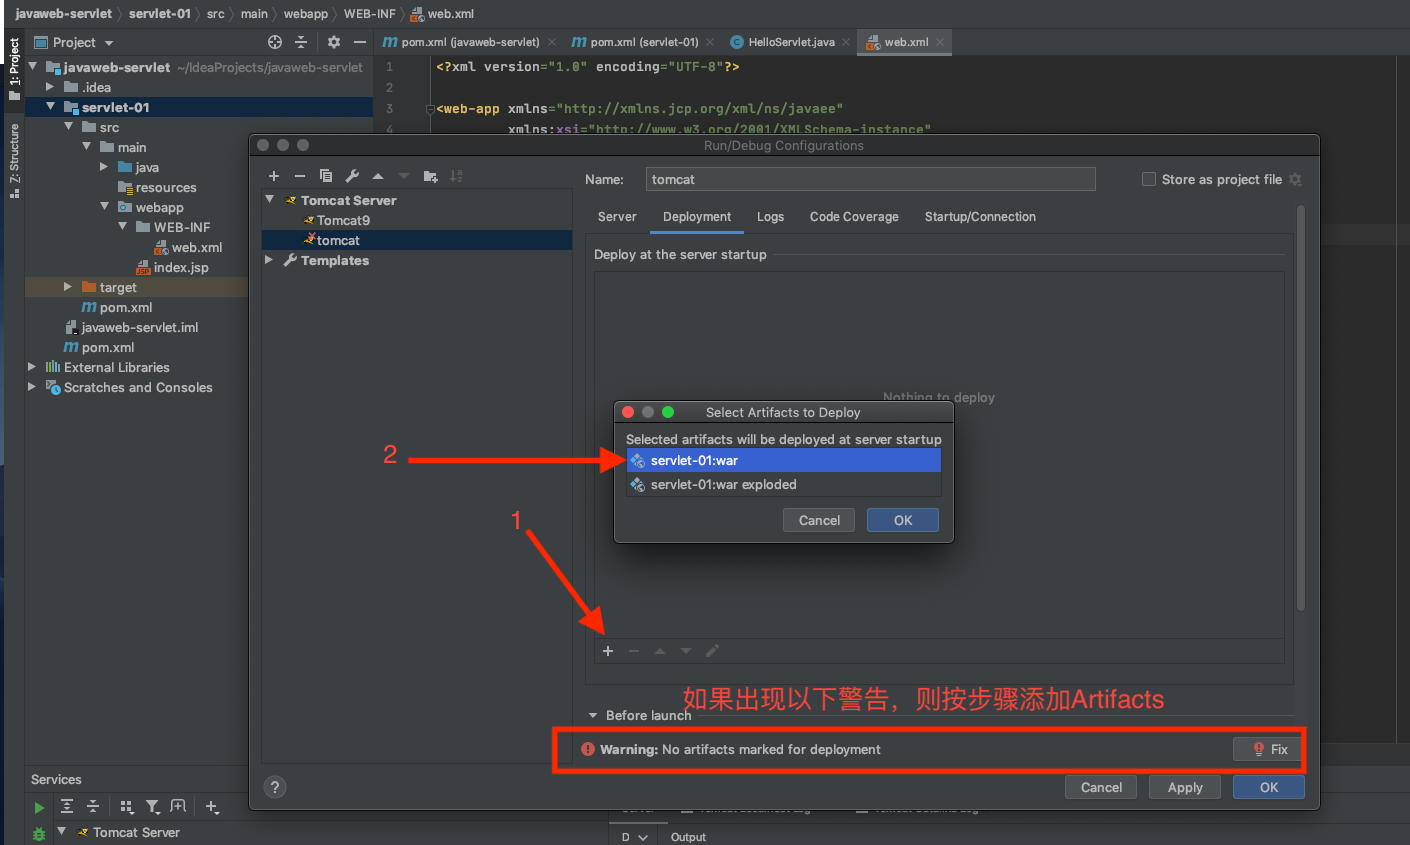 javaweb-servlet servlet-01 src main webapp WEB-INF web.xml
1: Project
Z: Structure
Project
pom.xml (javaweb-servlet) pom.xml (servlet-01) HelloServlet.java web.xml
javaweb-servlet ~/IdeaProjects/javaweb-servlet
.idea
servlet-01
src
main
java
resources
webapp
WEB-INF
web.xml
index.jsp
target
pom.xml
javaweb-servlet.iml
pom.xml
External Libraries
Scratches and Consoles
1 <?xml version="1.0" encoding="UTF-8"?>
2
3 <web-app xmlns="http://xmlns.jcp.org/xml/ns/javaee"
4 xmlns:xsi="http://www.w3.org/2001/XMLSchema-instance"
Run/Debug Configurations
Tomcat Server
Tomcat9
tomcat
Templates
Name: tomcat
Store as project file
Server Deployment Logs Code Coverage Startup/Connection
Deploy at the server startup
Nothing to deploy
Select Artifacts to Deploy
Selected artifacts will be deployed at server startup
servlet-01:war
servlet-01:war exploded
Cancel OK
2
1
如果出现以下警告，则按步骤添加Artifacts
Before launch
Warning: No artifacts marked for deployment
Fix
?
Cancel Apply OK
Services
Tomcat Server
D
Output